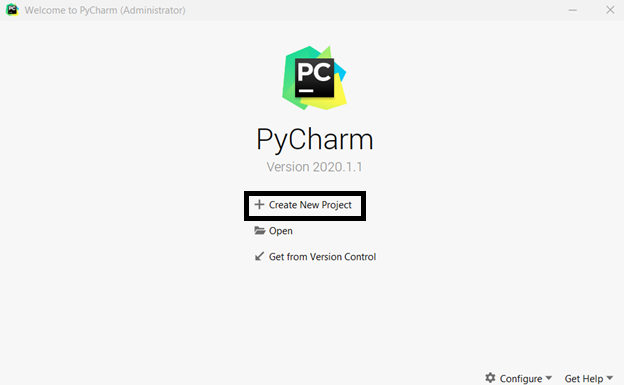 Welcome to PyCharm (Administrator)
PC
PyCharm
Version 2020.1.1
Create New Project
Open
Get from Version Control
Configure
Get Help